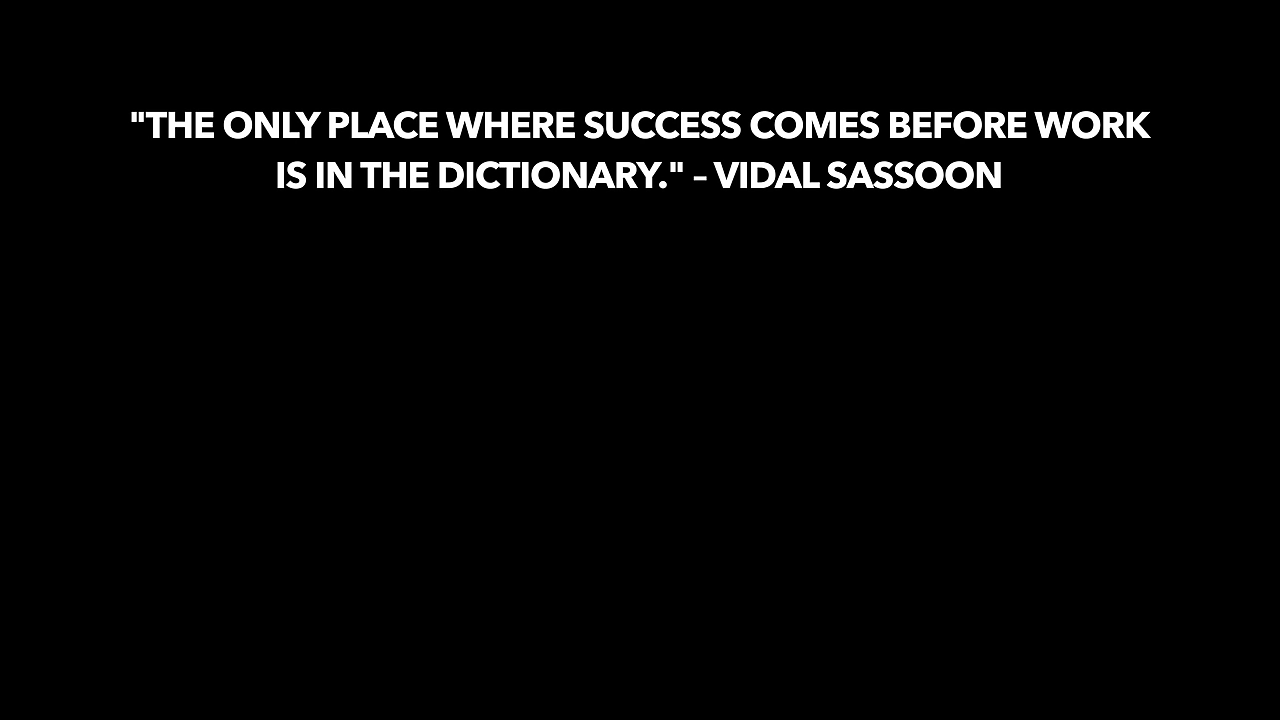 "THE ONLY PLACE WHERE SUCCESS COMES BEFORE WORK
IS IN THE DICTIONARY." – VIDAL SASSOON